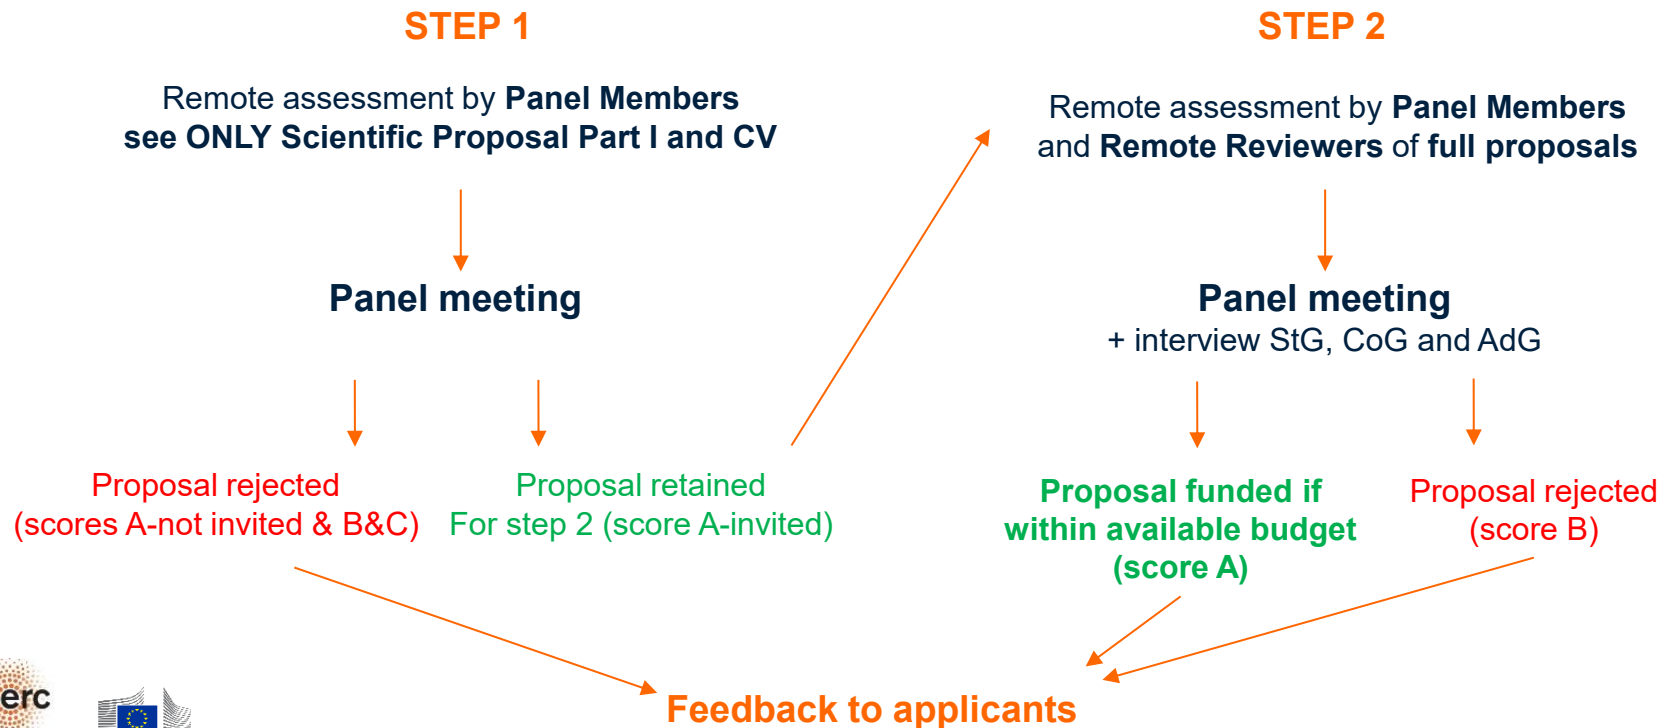 STEP 1
Remote assessment by Panel Members
see ONLY Scientific Proposal Part I and CV
Panel meeting
Proposal rejected
(scores A-not invited & B&C)
Proposal retained
For step 2 (score A-invited)
STEP 2
Remote assessment by Panel Members
and Remote Reviewers of full proposals
Panel meeting
+ interview StG, CoG and AdG
Proposal funded if
within available budget
(score A)
Proposal rejected
(score B)
Feedback to applicants
erc